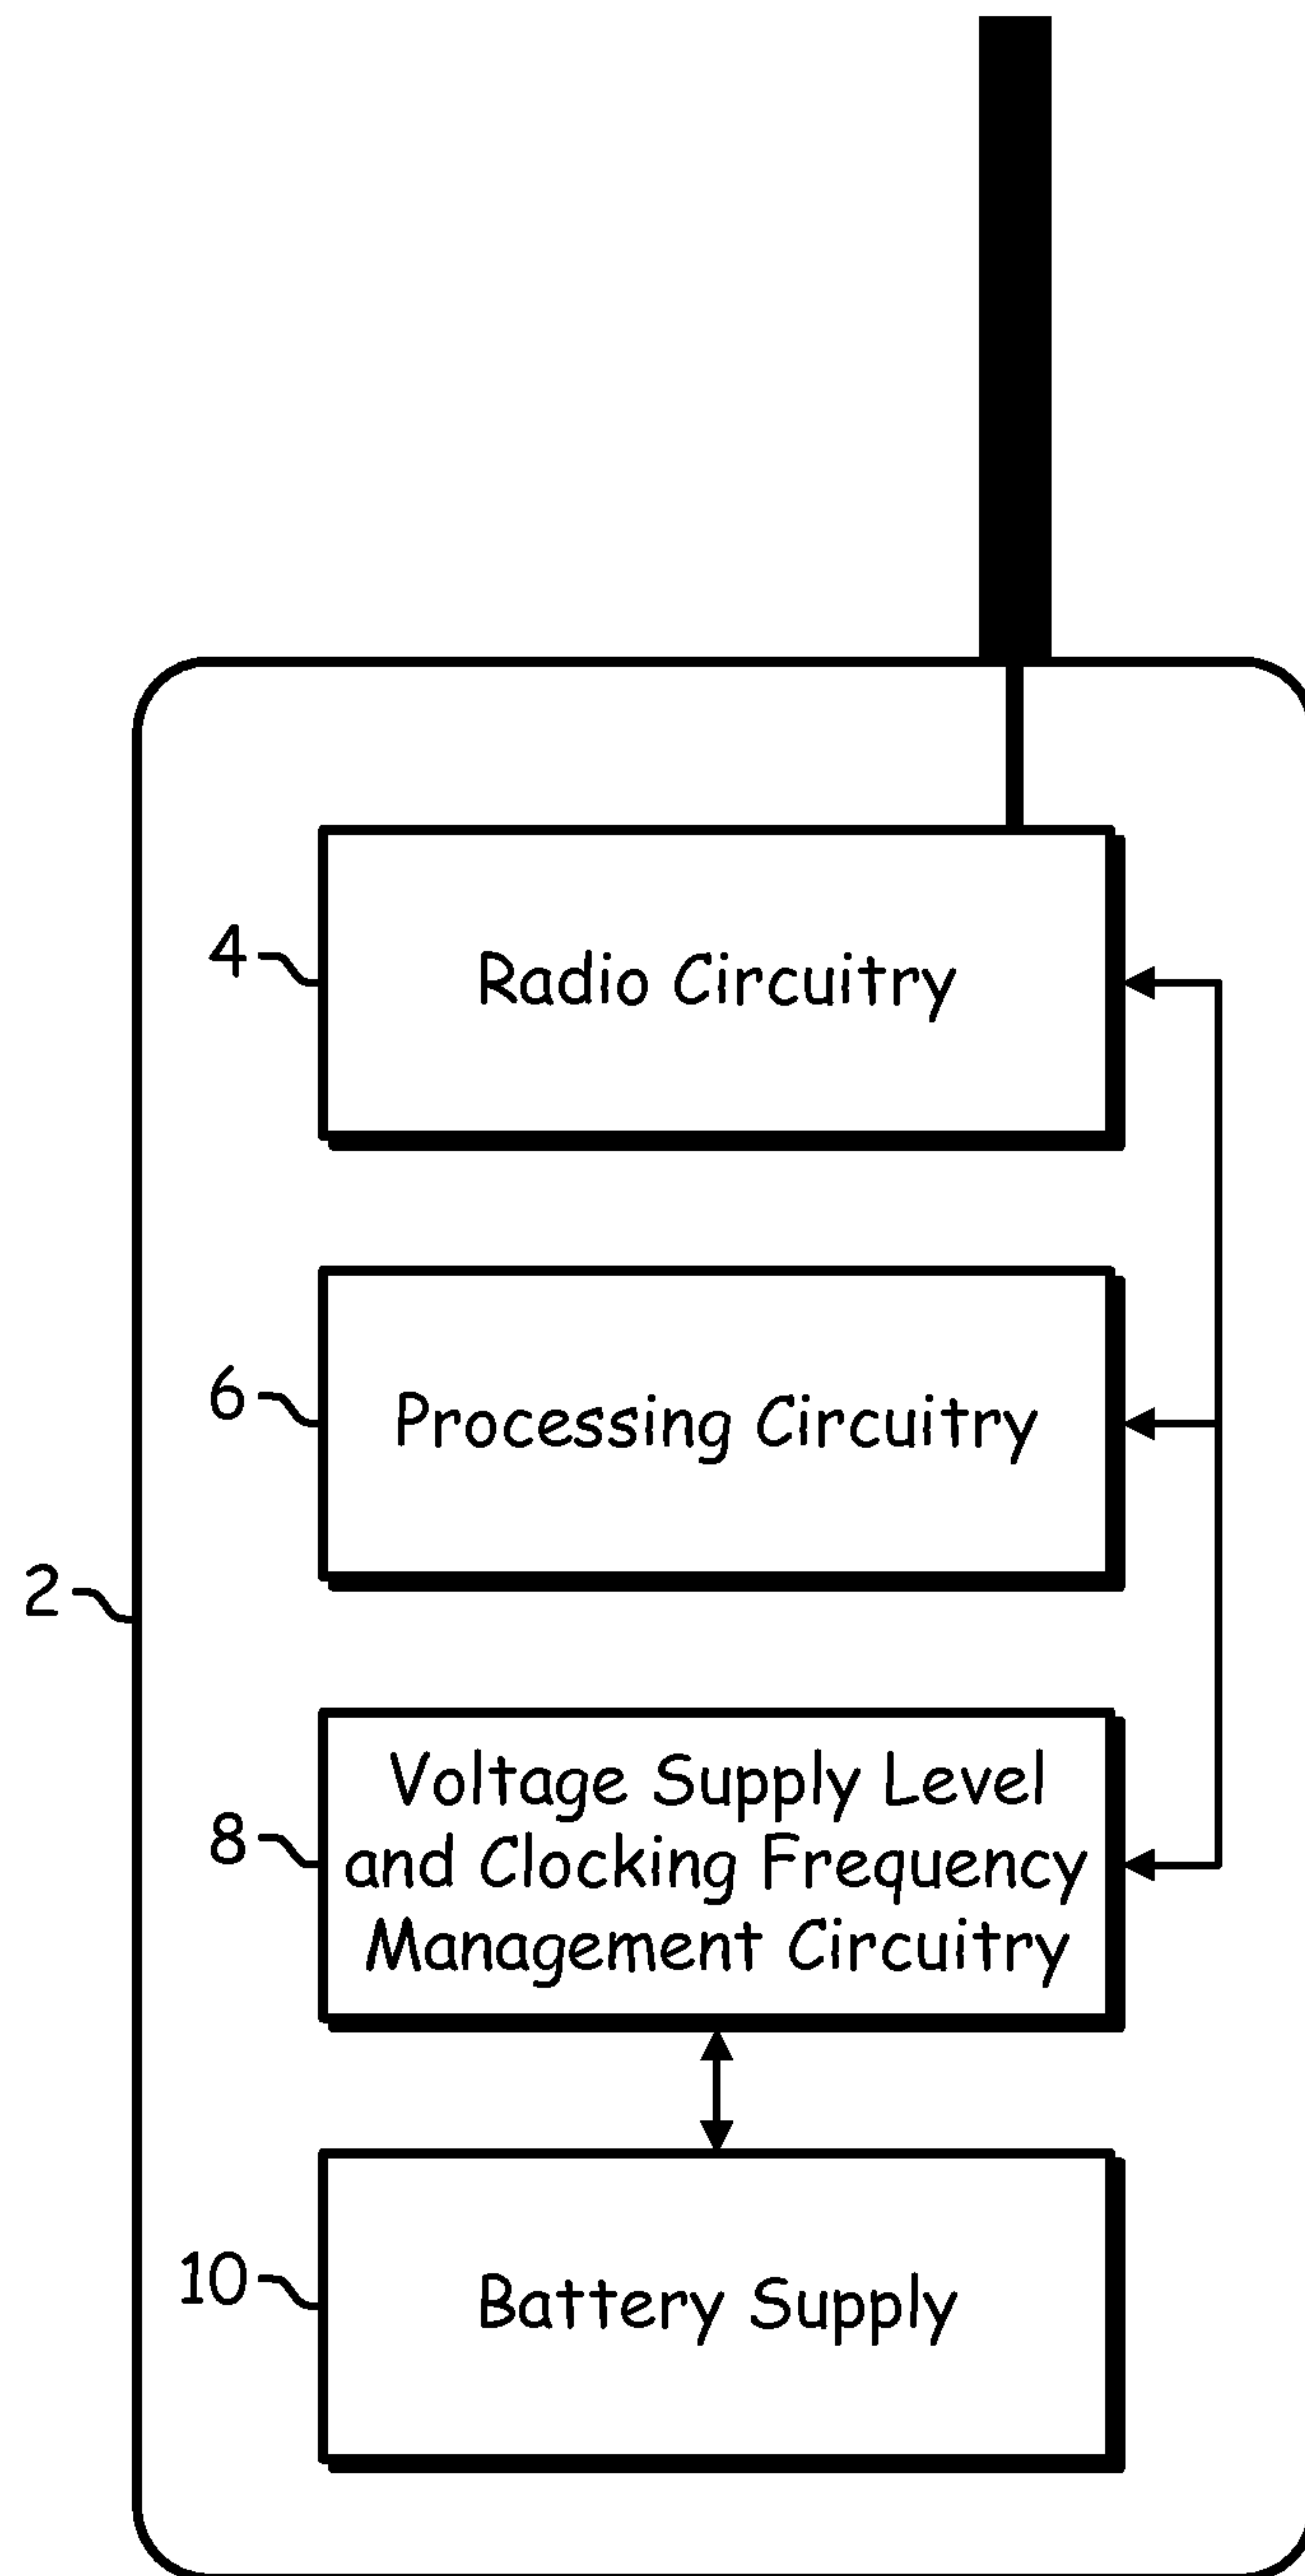 4
Radio Circuitry
6
Processing Circuitry
2
Voltage Supply Level
8
and Clocking Frequency
Management Circuitry
10
Battery Supply